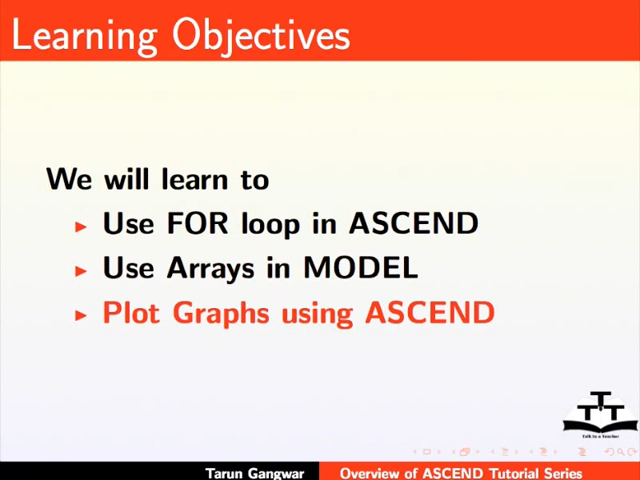 Learning Objectives
We will learn to
Use FOR loop in ASCEND
Use Arrays in MODEL
Plot Graphs using ASCEND
TTT
Talk to a Teacher
Tarun Gangwar
Overview of ASCEND Tutorial Series